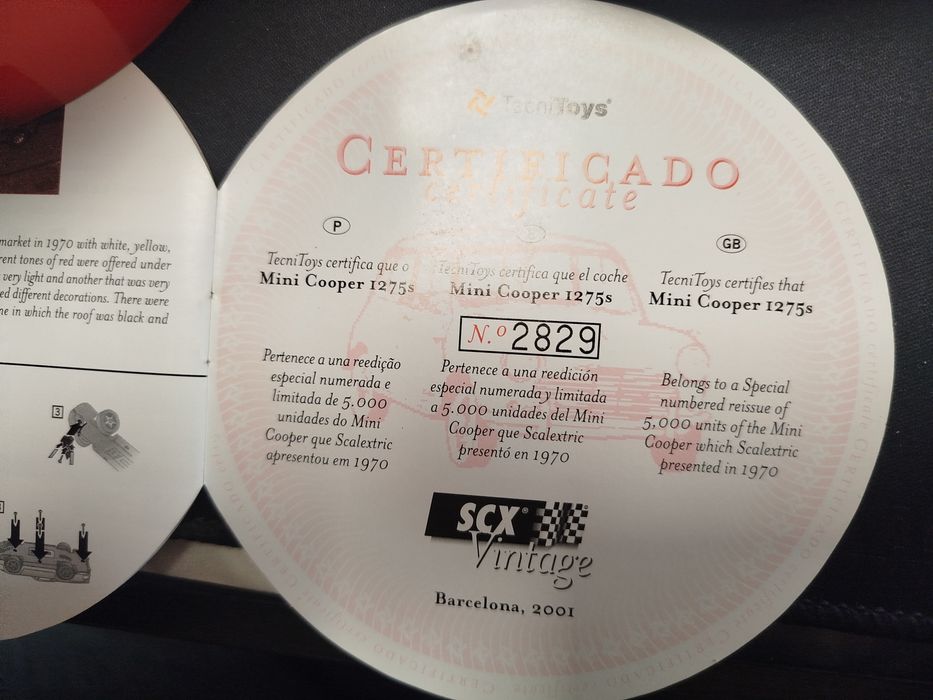 market in 1970 with white, yellow,
rent tones of red were offered under
very light and another that was very
ed different decorations. There were
ne in which the roof was black and
3
TecniToys®
CERTIFICADO
certificate
P
GB
TecniToys certifica que o
Mini Cooper 1275s
TecniToys certifica que el coche
Mini Cooper 1275s
TecniToys certifies that
Mini Cooper 1275s
N.º 2829
Pertenece a una reedição
especial numerada e
limitada de 5.000
unidades do Mini
Cooper que Scalextric
apresentou em 1970
Pertenece a una reedición
especial numerada y limitada
a 5.000 unidades del Mini
Cooper que Scalextric
presentó en 1970
Belongs to a Special
numbered reissue of
5,000 units of the Mini
Cooper which Scalextric
presented in 1970
SCX®
Vintage
Barcelona, 2001